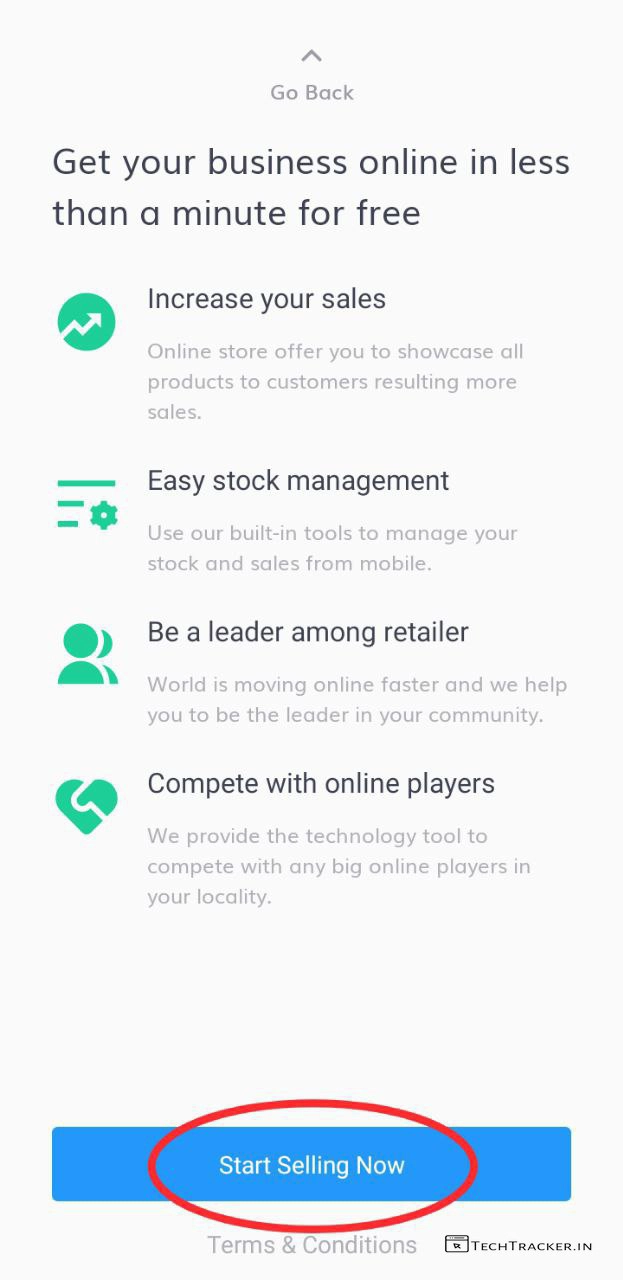 Go Back
Get your business online in less
than a minute for free
Increase your sales
Online store offer you to showcase all
products to customers resulting more
sales.
Easy stock management
Use our built-in tools to manage your
stock and sales from mobile.
Be a leader among retailer
World is moving online faster and we help
you to be the leader in your community.
Compete with online players
We provide the technology tool to
compete with any big online players in
your locality.
Start Selling Now
Terms & Conditions
TECHTRACKER.IN